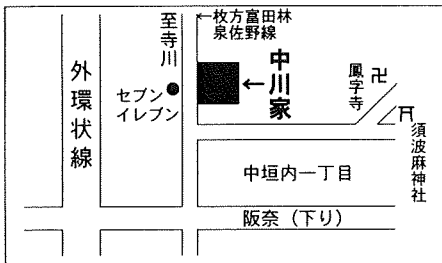 外環状線
至寺川
←枚方富田林
泉佐野線
セブン
イレブン
←中川家
鳳字寺
卍
須波麻神社
中垣内一丁目
阪奈（下り）